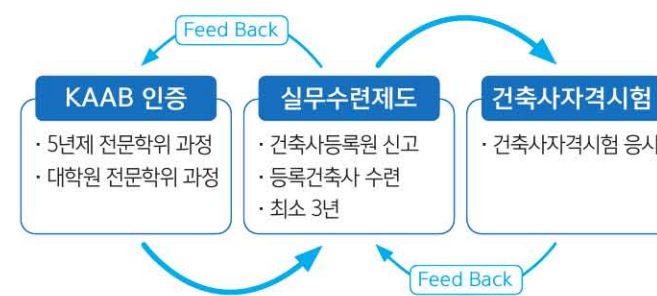 Feed Back
KAAB 인증
· 5년제 전문학위 과정
· 대학원 전문학위 과정
실무수련제도
· 건축사등록원 신고
· 등록건축사 수련
· 최소 3년
건축사자격시험
· 건축사자격시험 응시
Feed Back